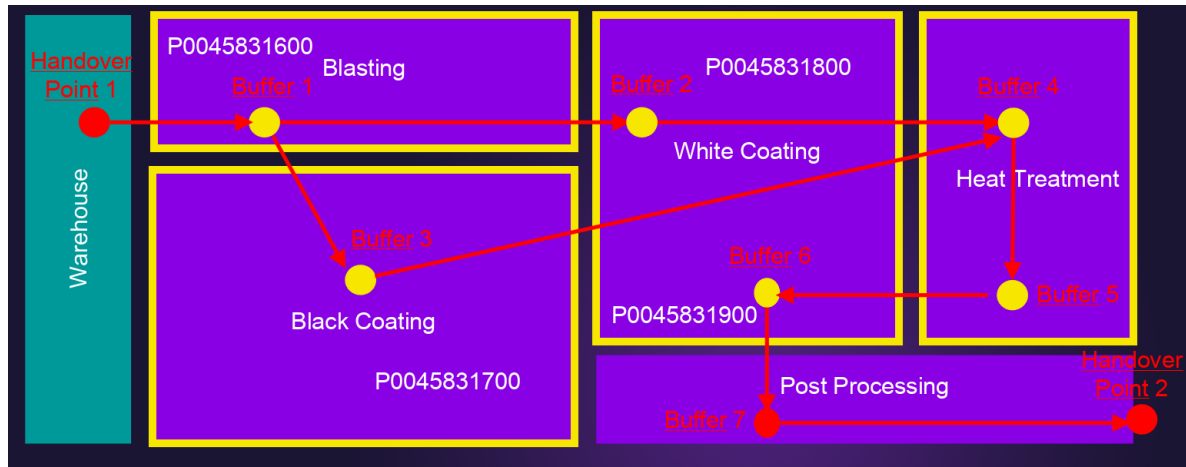 Handover
Point 1
Warehouse
P0045831600
Blasting
Buffer 1
Buffer 2
P0045831800
White Coating
Buffer 4
Heat Treatment
Buffer 3
Black Coating
P0045831700
Buffer 6
P0045831900
Buffer 5
Post Processing
Buffer 7
Handover
Point 2